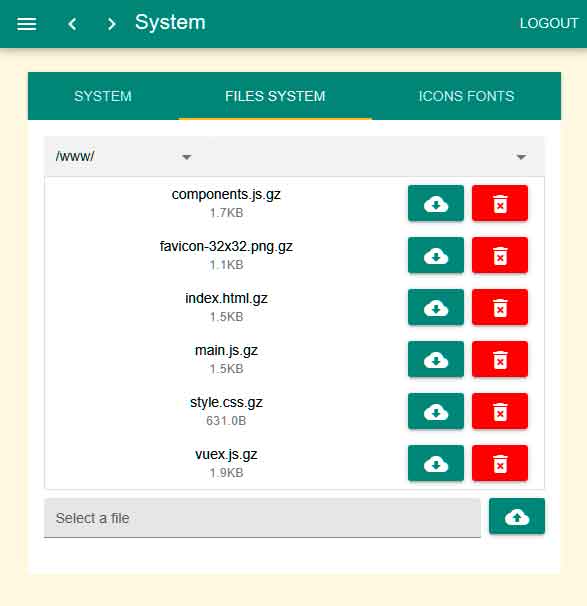 System
LOGOUT
SYSTEM
FILES SYSTEM
ICONS FONTS
/www/
components.js.gz
1.7KB
favicon-32x32.png.gz
1.1KB
index.html.gz
1.5KB
main.js.gz
1.5KB
style.css.gz
631.0B
vuex.js.gz
1.9KB
Select a file